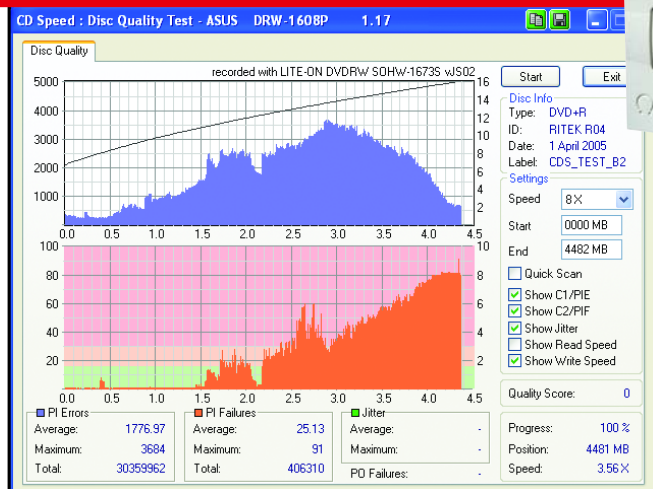 CD Speed : Disc Quality Test - ASUS DRW-1608P 1.17
Disc Quality
recorded with LITE-ON DVDRW SOHW-1673S vJS02
5000
4000
3000
2000
1000
16
14
12
10
8
6
4
2
0.0 0.5 1.0 1.5 2.0 2.5 3.0 3.5 4.0 4.5
100
80
60
40
20
10
8
6
4
2
0.0 0.5 1.0 1.5 2.0 2.5 3.0 3.5 4.0 4.5
PI Errors
Average: 1776.97
Maximum: 3684
Total: 30359962
PI Failures
Average: 25.13
Maximum: 91
Total: 406310
Jitter
Average: -
Maximum: -
PO Failures: -
Start Exit
Disc Info
Type: DVD+R
ID: RITEK R04
Date: 1 April 2005
Label: CDS_TEST_B2
Settings
Speed 8X
Start 0000 MB
End 4482 MB
Quick Scan
Show C1/PIE
Show C2/PIF
Show Jitter
Show Read Speed
Show Write Speed
Quality Score: 0
Progress: 100 %
Position: 4481 MB
Speed: 3.56X